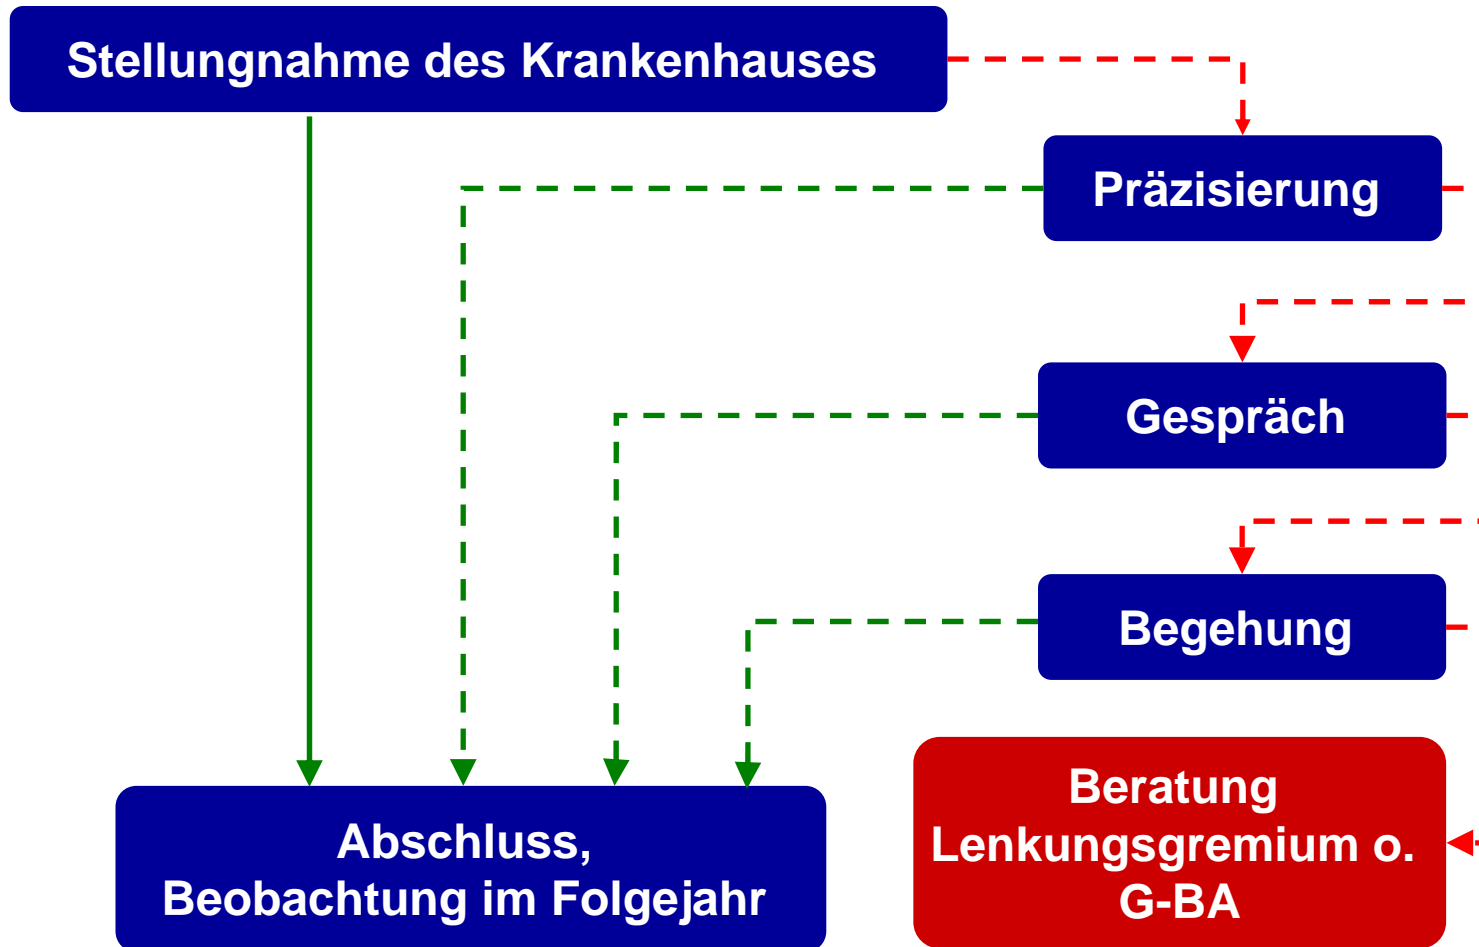 Stellungnahme des Krankenhauses
Präzisierung
Gespräch
Begehung
Beratung
Lenkungsgremium o.
G-BA
Abschluss,
Beobachtung im Folgejahr